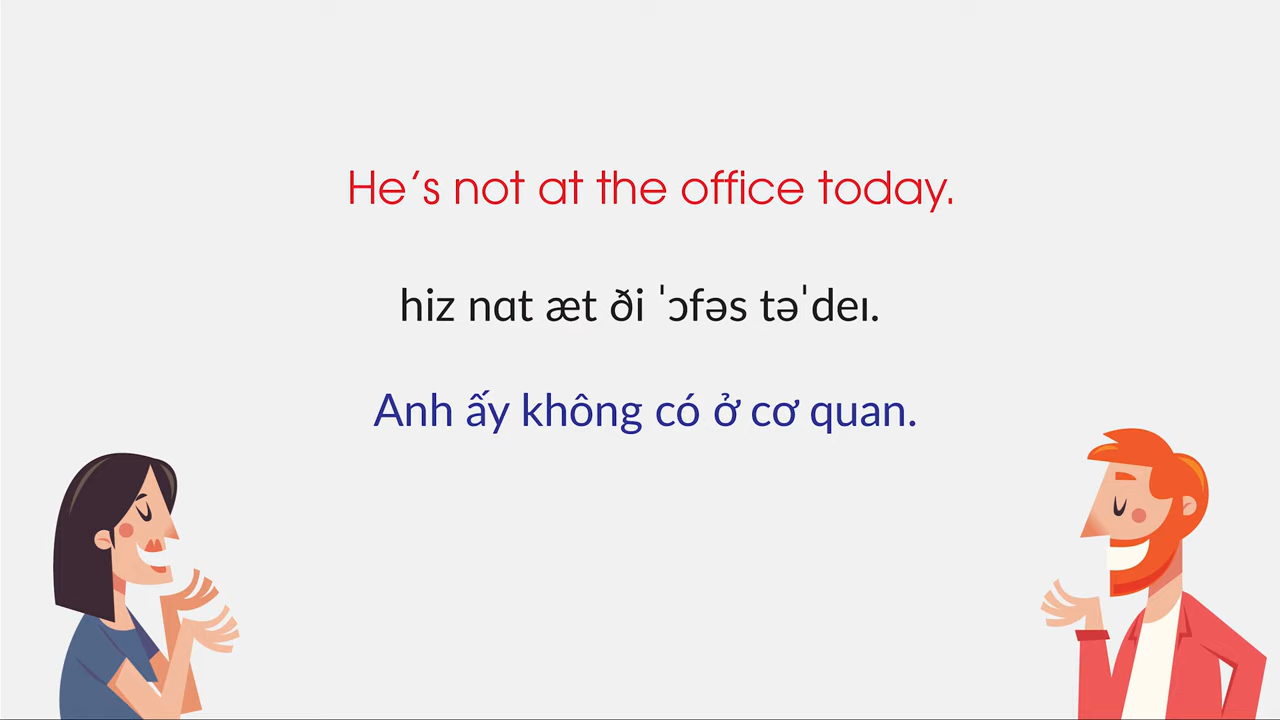 He's not at the office today.
hiz nɑt æt ði ˈɔfəs təˈdeɪ.
Anh ấy không có ở cơ quan.